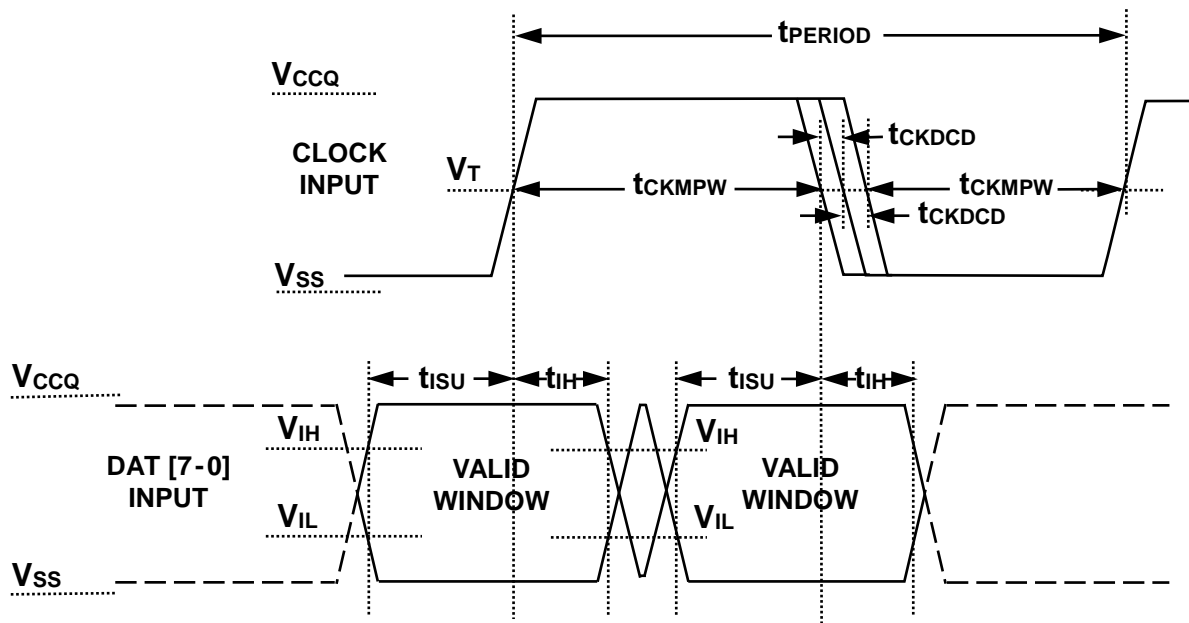 tPERIOD
VCCQ
CLOCK
INPUT
tCKDCD
VT
tCKMPW
tCKMPW
tCKDCD
VSS
VCCQ
tISU
tIH
tISU
tIH
VIH
VIH
DAT [7-0]
INPUT
VALID
WINDOW
VALID
WINDOW
VIL
VIL
VSS